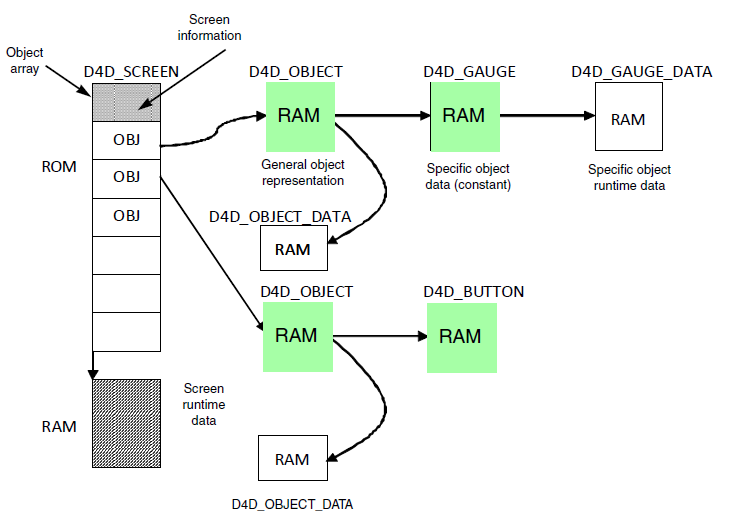 Screen
information
Object
array
D4D_SCREEN
D4D_OBJECT
D4D_GAUGE
D4D_GAUGE_DATA
RAM
RAM
RAM
OBJ
ROM
General object
representation
Specific object
data (constant)
Specific object
runtime data
OBJ
OBJ
D4D_OBJECT_DATA
RAM
D4D_OBJECT
D4D_BUTTON
RAM
RAM
Screen
runtime
data
RAM
RAM
D4D_OBJECT_DATA